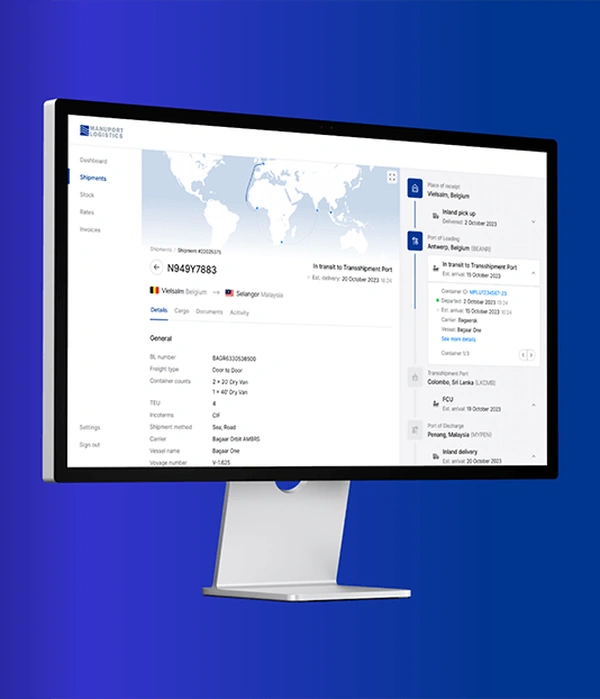 MANUPORT
LOGISTICS
Dashboard
Shipments
Stock
Rates
Invoices
Settings
Sign out
Shipments / Shipment #22025375
N949Y7883
In transit to Transshipment Port
Est. delivery: 20 October 2023
Vielsalm Belgium → Selangor Malaysia
Details Cargo Documents Activity
General
BL number BAGR6330538500
Freight type Door to Door
Container counts 2 × 20' Dry Van
1 × 40' Dry Van
TEU 4
Incoterms CIF
Shipment method Sea, Road
Carrier Bagaar Orbit AMBRS
Vessel Bagaar One
Voyage number V-1.625
Place of receipt
Vielsalm, Belgium
Inland pick up
Delivered: 2 October 2023
Port of Loading
Antwerp, Belgium (BEANR)
In transit to Transshipment Port
Est. arrival: 15 October 2023
Container ID: MPLU1234567-23
Departed: 2 October 2023 10:24
Est. arrival: 15 October 2023 10:24
Carrier: Bagaarsk
Vessel: Bagaar One
See more details
Container 1/3
Transshipment Port
Colombo, Sri Lanka (LKCMB)
FCU
Est. arrival: 19 October 2023
Port of Discharge
Penang, Malaysia (MYPEN)
Inland delivery
Est. arrival: 20 October 2023